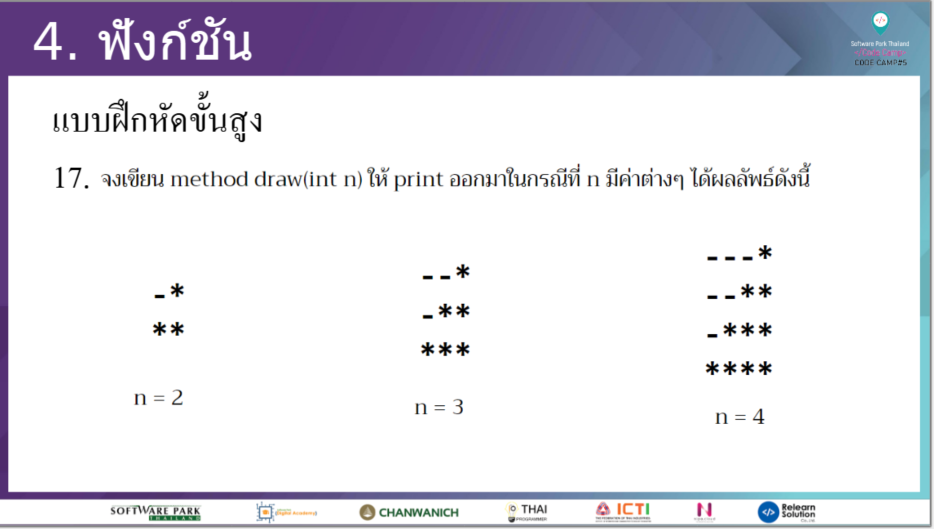 4. ฟังก์ชัน
Software Park Thailand
CODE CAMP#5
แบบฝึกหัดขั้นสูง
17. จงเขียน method draw(int n) ให้ print ออกมาในกรณีที่ n มีค่าต่างๆ ได้ผลลัพธ์ดังนี้
-*
**
n = 2
--*
-**
***
n = 3
---*
--**
-***
****
n = 4
SOFTWARE PARK
THAILAND
Digital Academy
CHANWANICH
THAI
PROGRAMMER
ICTI
Relearn
Solution